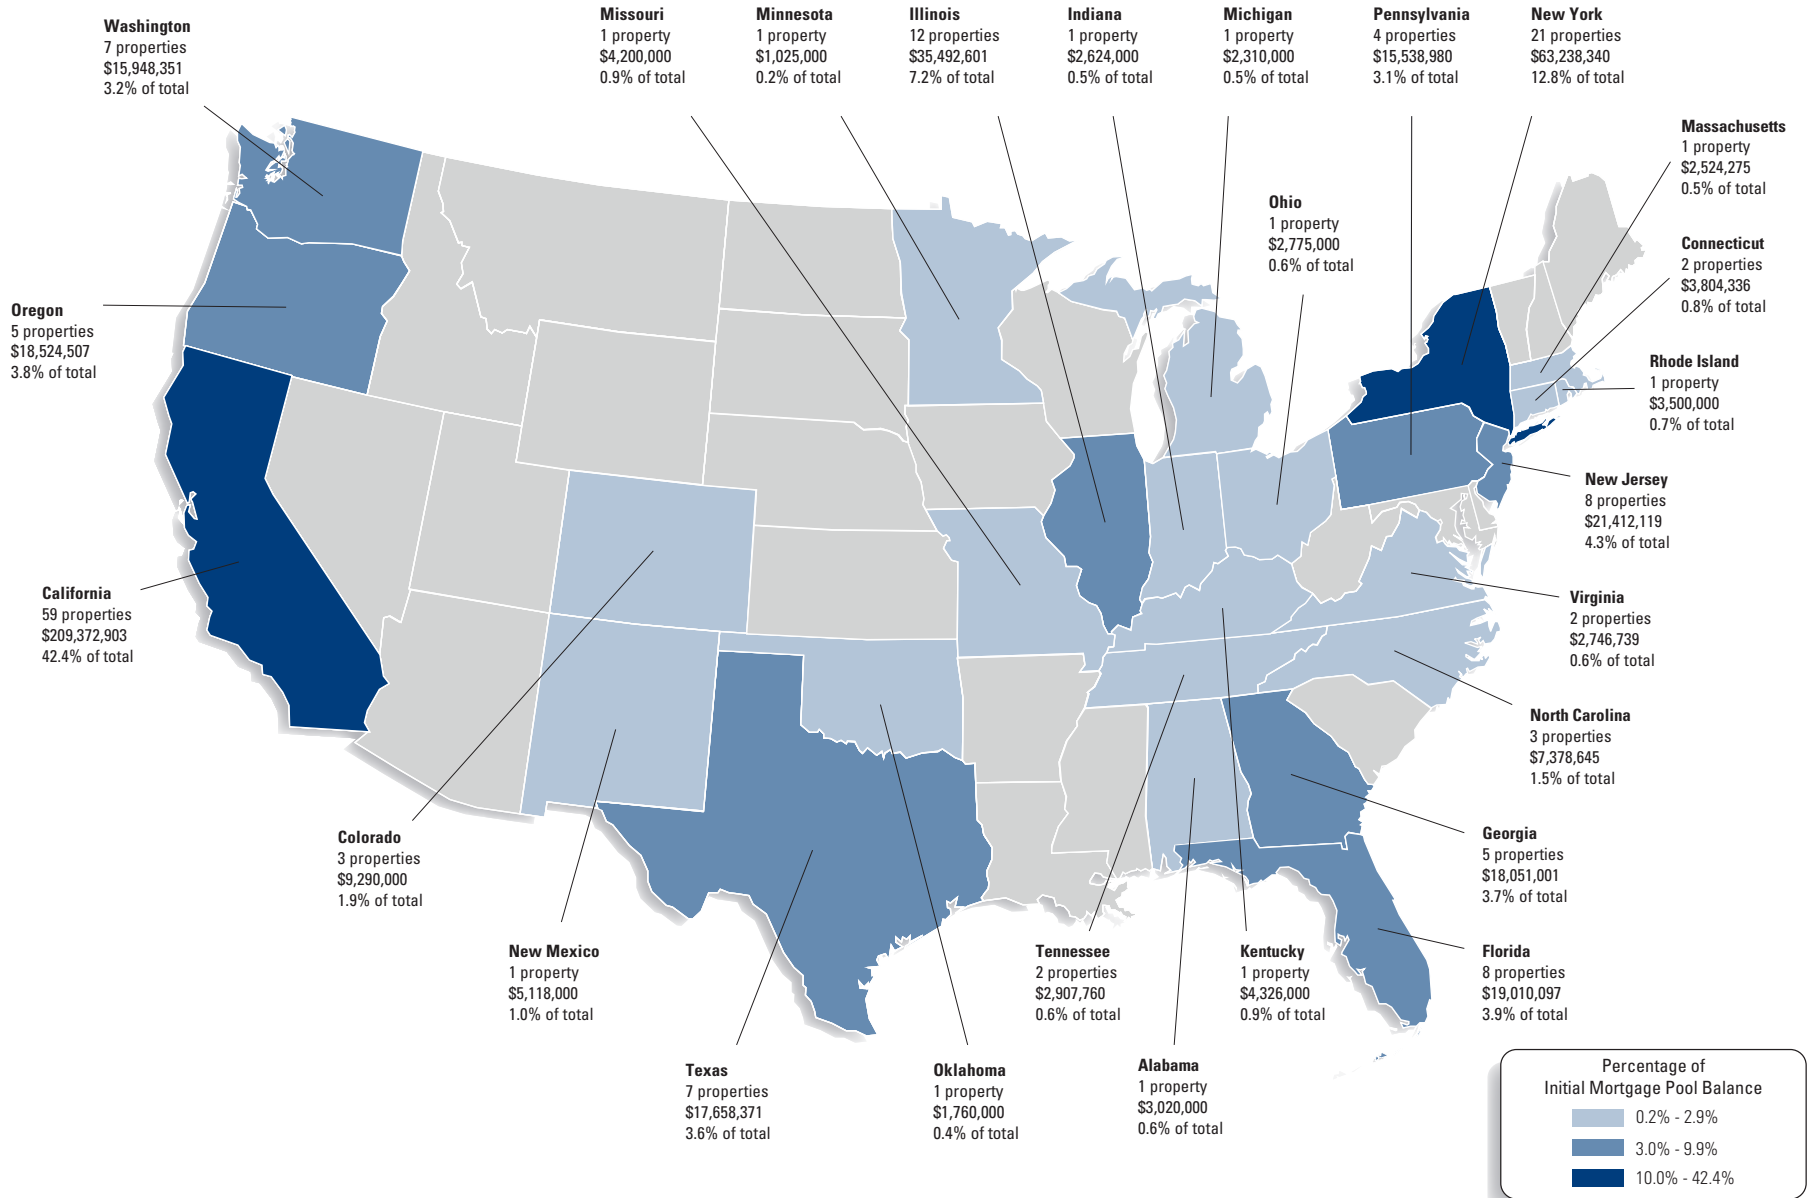 Washington
7 properties
$15,948,351
3.2% of total
Missouri
1 property
$4,200,000
0.9% of total
Minnesota
1 property
$1,025,000
0.2% of total
Illinois
12 properties
$35,492,601
7.2% of total
Indiana
1 property
$2,624,000
0.5% of total
Michigan
1 property
$2,310,000
0.5% of total
Pennsylvania
4 properties
$15,538,980
3.1% of total
New York
21 properties
$63,238,340
12.8% of total
Massachusetts
1 property
$2,524,275
0.5% of total
Ohio
1 property
$2,775,000
0.6% of total
Connecticut
2 properties
$3,804,336
0.8% of total
Oregon
5 properties
$18,524,507
3.8% of total
Rhode Island
1 property
$3,500,000
0.7% of total
New Jersey
8 properties
$21,412,119
4.3% of total
California
59 properties
$209,372,903
42.4% of total
Virginia
2 properties
$2,746,739
0.6% of total
North Carolina
3 properties
$7,378,645
1.5% of total
Colorado
3 properties
$9,290,000
1.9% of total
Georgia
5 properties
$18,051,001
3.7% of total
New Mexico
1 property
$5,118,000
1.0% of total
Tennessee
2 properties
$2,907,760
0.6% of total
Kentucky
1 property
$4,326,000
0.9% of total
Florida
8 properties
$19,010,097
3.9% of total
Texas
7 properties
$17,658,371
3.6% of total
Oklahoma
1 property
$1,760,000
0.4% of total
Alabama
1 property
$3,020,000
0.6% of total
Percentage of
Initial Mortgage Pool Balance
0.2% - 2.9%
3.0% - 9.9%
10.0% - 42.4%